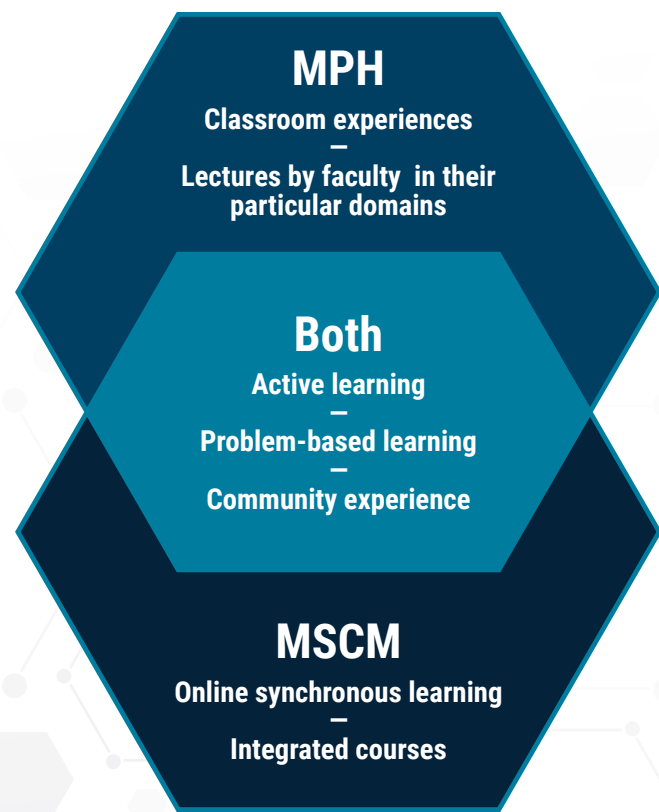 MPH
Classroom experiences
–
Lectures by faculty in their
particular domains
Both
Active learning
–
Problem-based learning
–
Community experience
MSCM
Online synchronous learning
–
Integrated courses